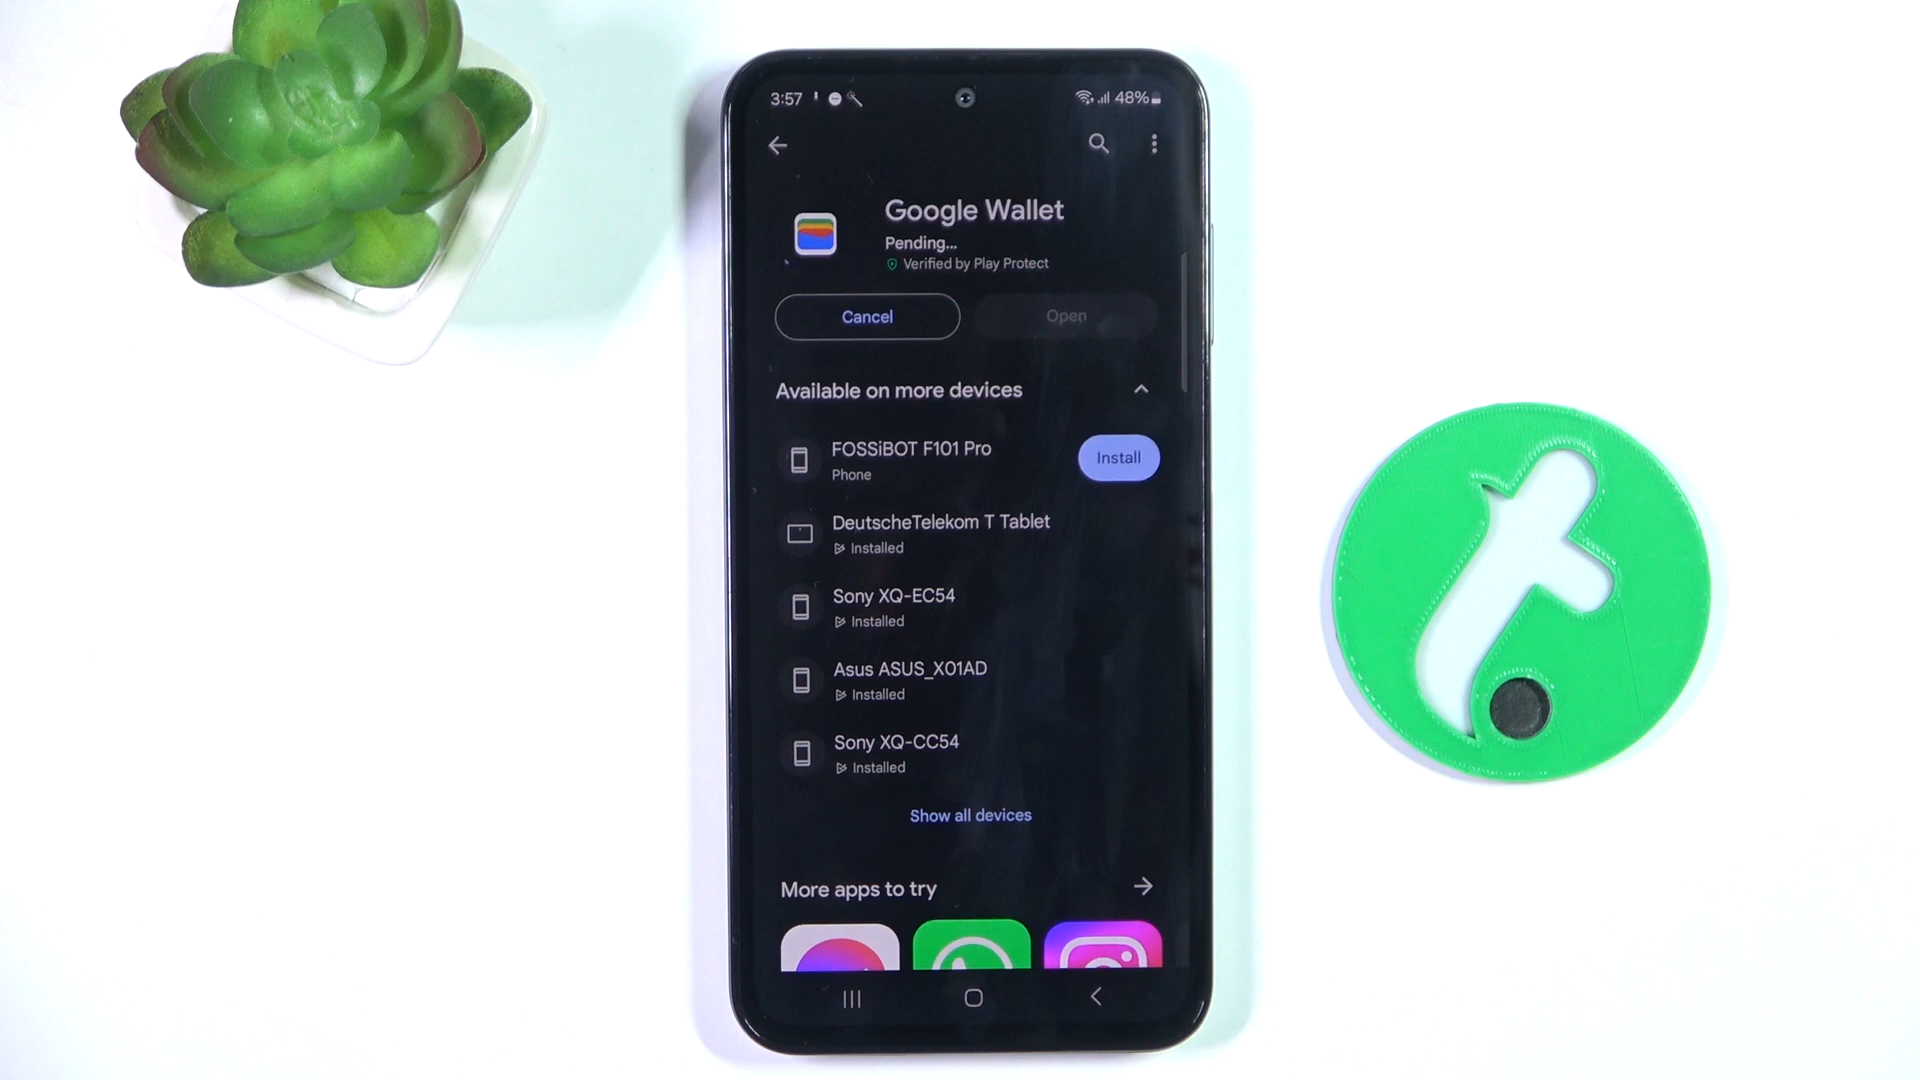 3:57
48%
Google Wallet
Pending...
Verified by Play Protect
Cancel
Open
Available on more devices
FOSSiBOT F101 Pro
Phone
Install
DeutscheTelekom T Tablet
Installed
Sony XQ-EC54
Installed
Asus ASUS_X01AD
Installed
Sony XQ-CC54
Installed
Show all devices
More apps to try